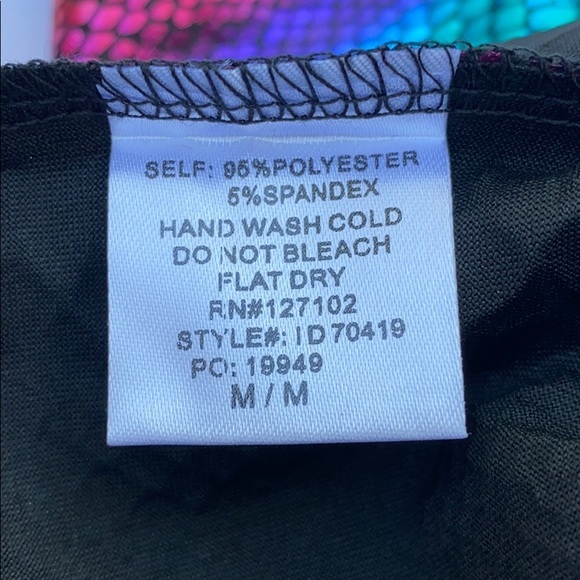 SELF: 95%POLYESTER
5%SPANDEX
HAND WASH COLD
DO NOT BLEACH
FLAT DRY
RN#127102
STYLE#: ID70419
PO: 19949
M / M